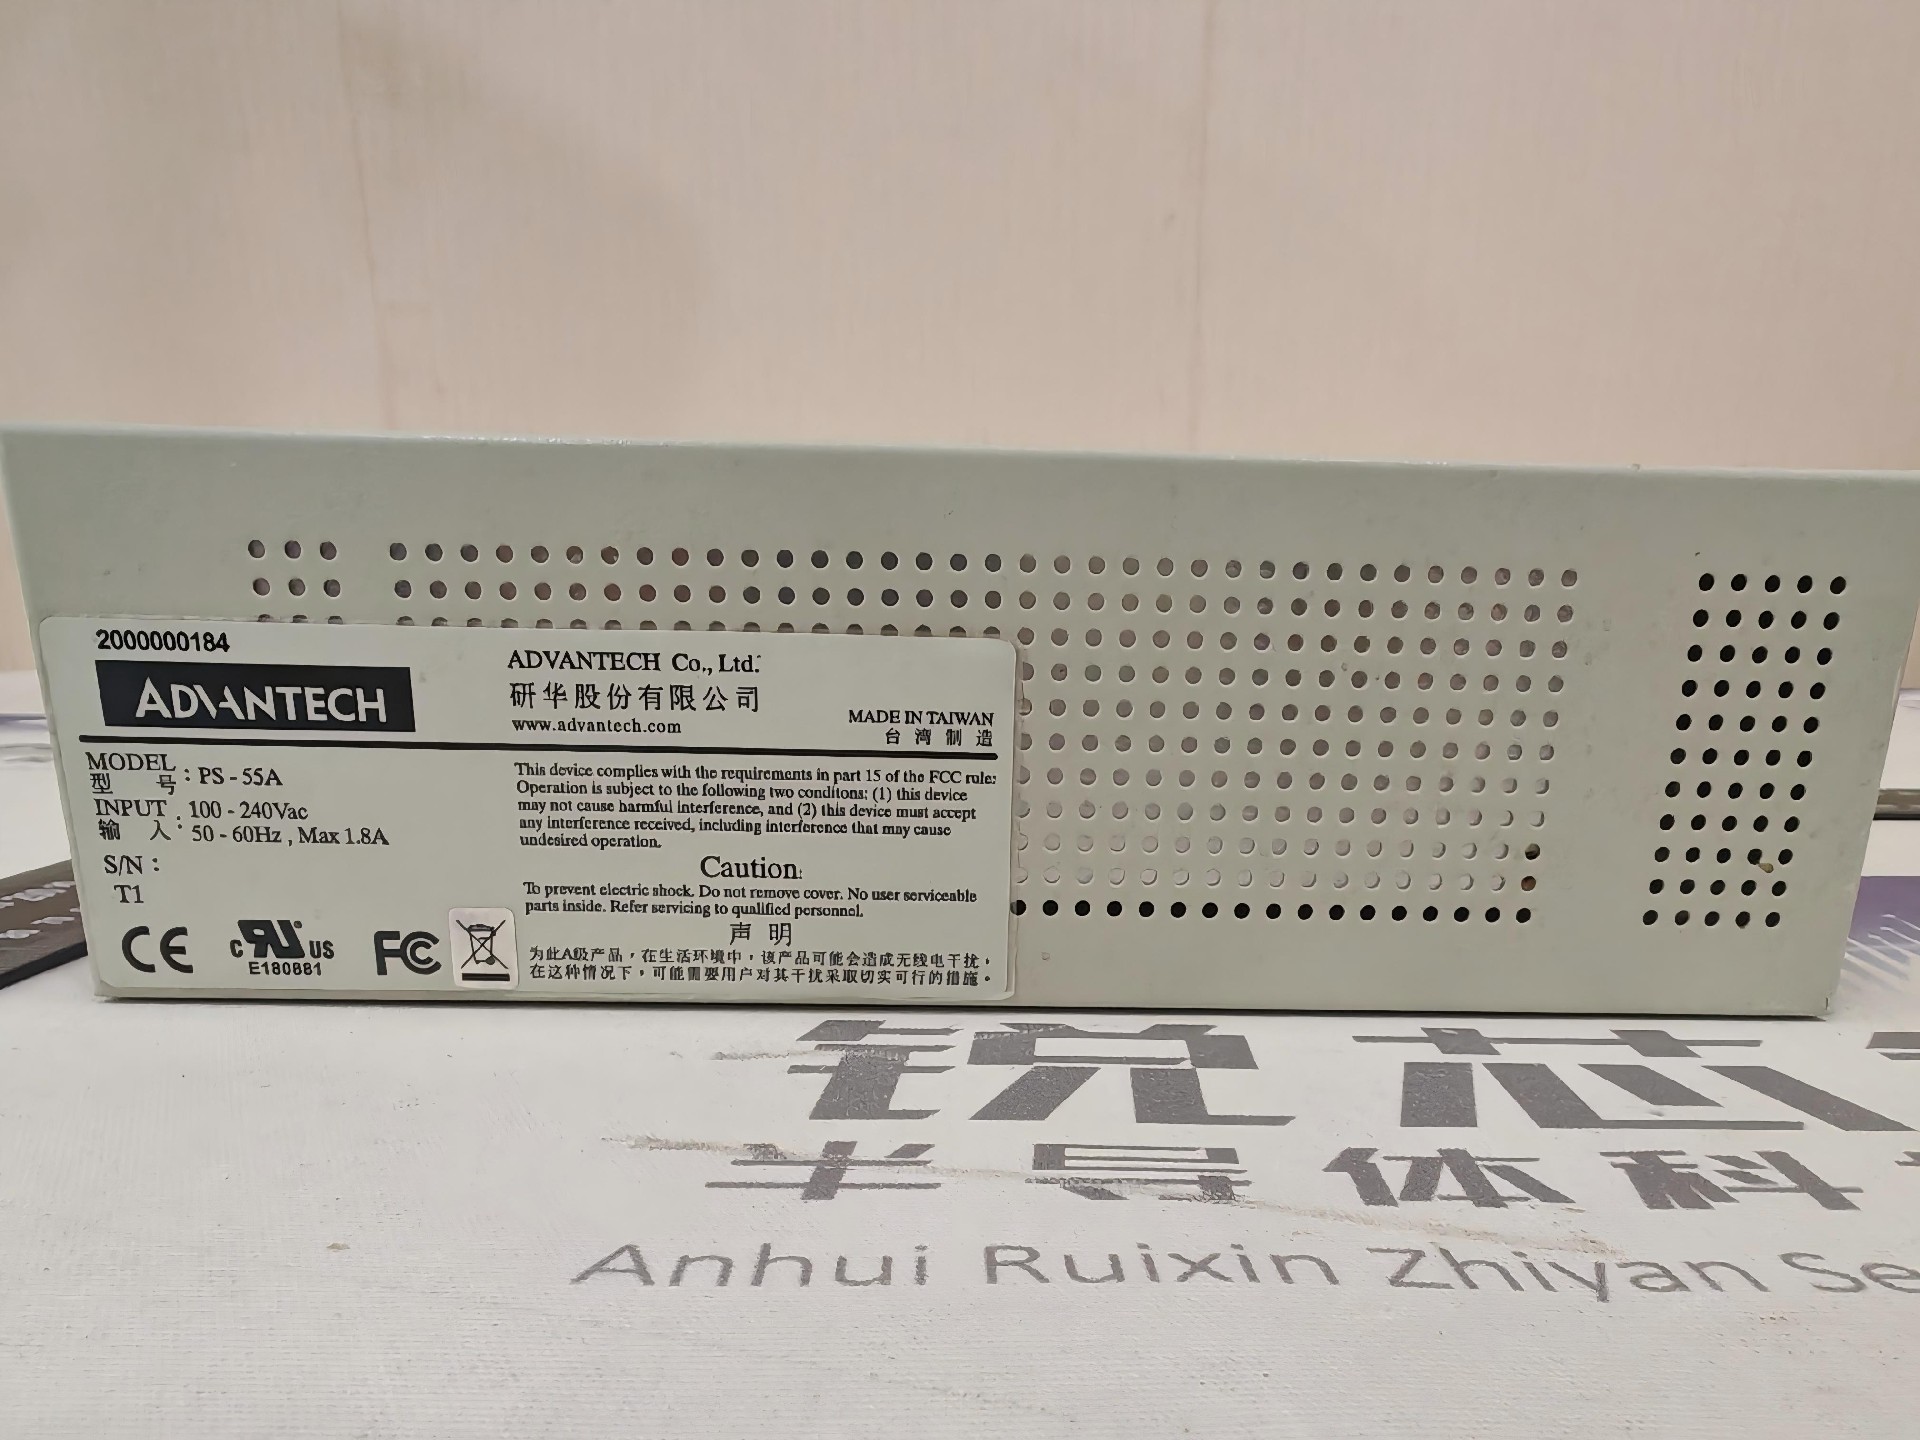 2000000184
ADVANTECH
ADVANTECH Co., Ltd.
研华股份有限公司
www.advantech.com
MADE IN TAIWAN
台湾制造
MODEL : PS - 55A
型 号
INPUT : 100 - 240Vac
输 入 50 - 60Hz , Max 1.8A
S/N :
T1
CE
c RU US
E180881
FC
This device complies with the requirements in part 15 of the FCC rule:
Operation is subject to the following two conditons: (1) this device
may not cause harmful interference, and (2) this device must accept
any interference received, including interference that may cause
undesired operation.
Caution:
To prevent electric shock. Do not remove cover. No user serviceable
parts inside. Refer servicing to qualified personnel.
声 明
为此A级产品，在生活环境中，该产品可能会造成无线电干扰，
在这种情况下，可能需要用户对其干扰采取切实可行的措施。
锐芯
半导体科
Anhui Ruixin Zhiyan Se